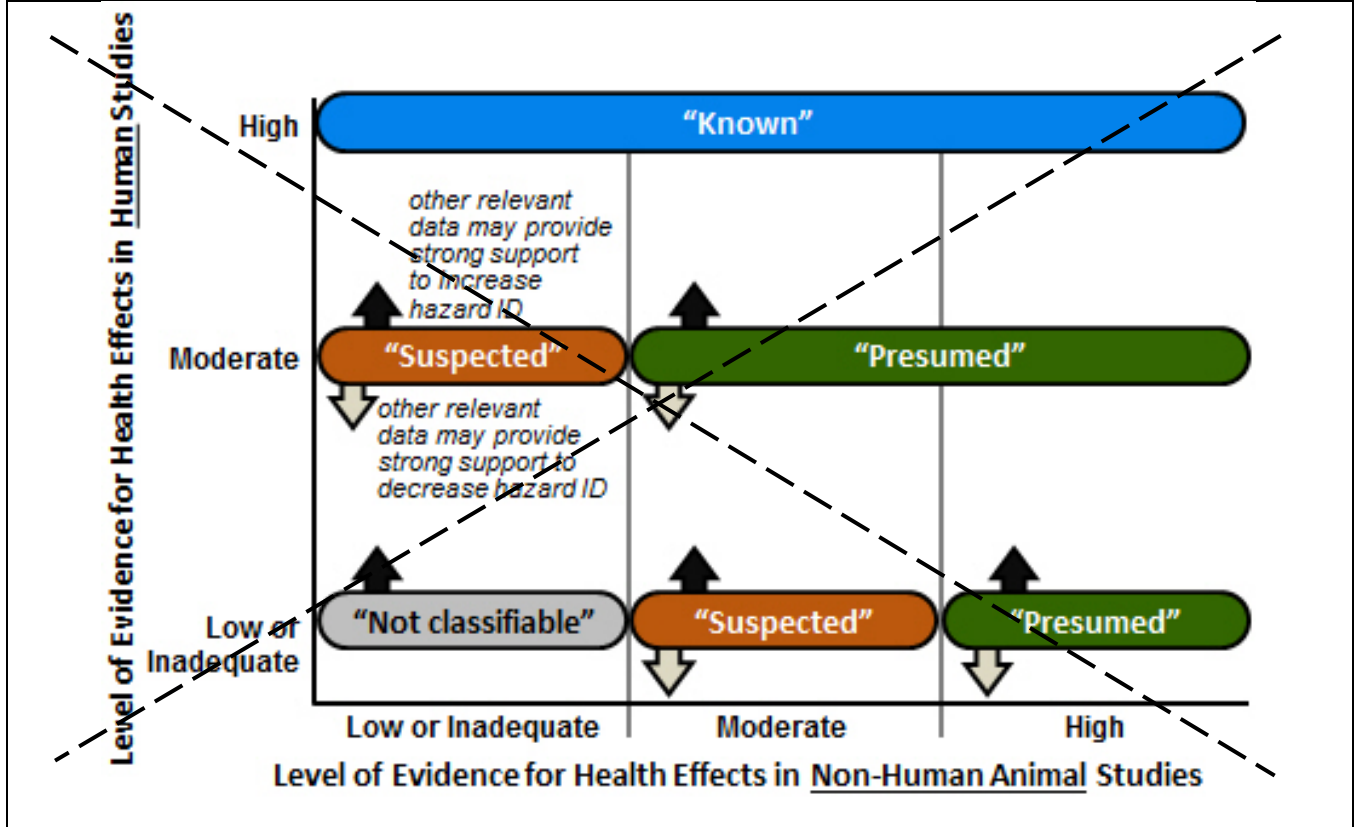 Level of Evidence for Health Effects in Human Studies
High
“Known”
other relevant
data may provide
strong support
to increase
hazard ID
Moderate
“Suspected”
“Presumed”
other relevant
data may provide
strong support to
decrease hazard ID
Low or
Inadequate
“Not classifiable”
“Suspected”
“Presumed”
Low or Inadequate
Moderate
High
Level of Evidence for Health Effects in Non-Human Animal Studies